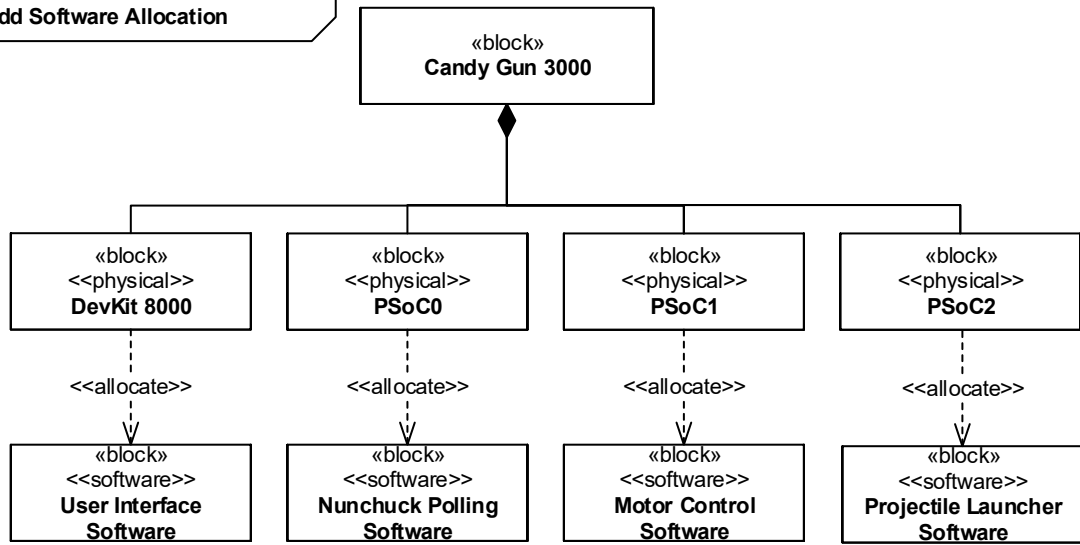 dd Software Allocation
«block»
Candy Gun 3000
«block»
<<physical>>
DevKit 8000
«block»
<<physical>>
PSoC0
«block»
<<physical>>
PSoC1
«block»
<<physical>>
PSoC2
<<allocate>>
<<allocate>>
<<allocate>>
<<allocate>>
«block»
<<software>>
User Interface
Software
«block»
<<software>>
Nunchuck Polling
Software
«block»
<<software>>
Motor Control
Software
«block»
<<software>>
Projectile Launcher
Software